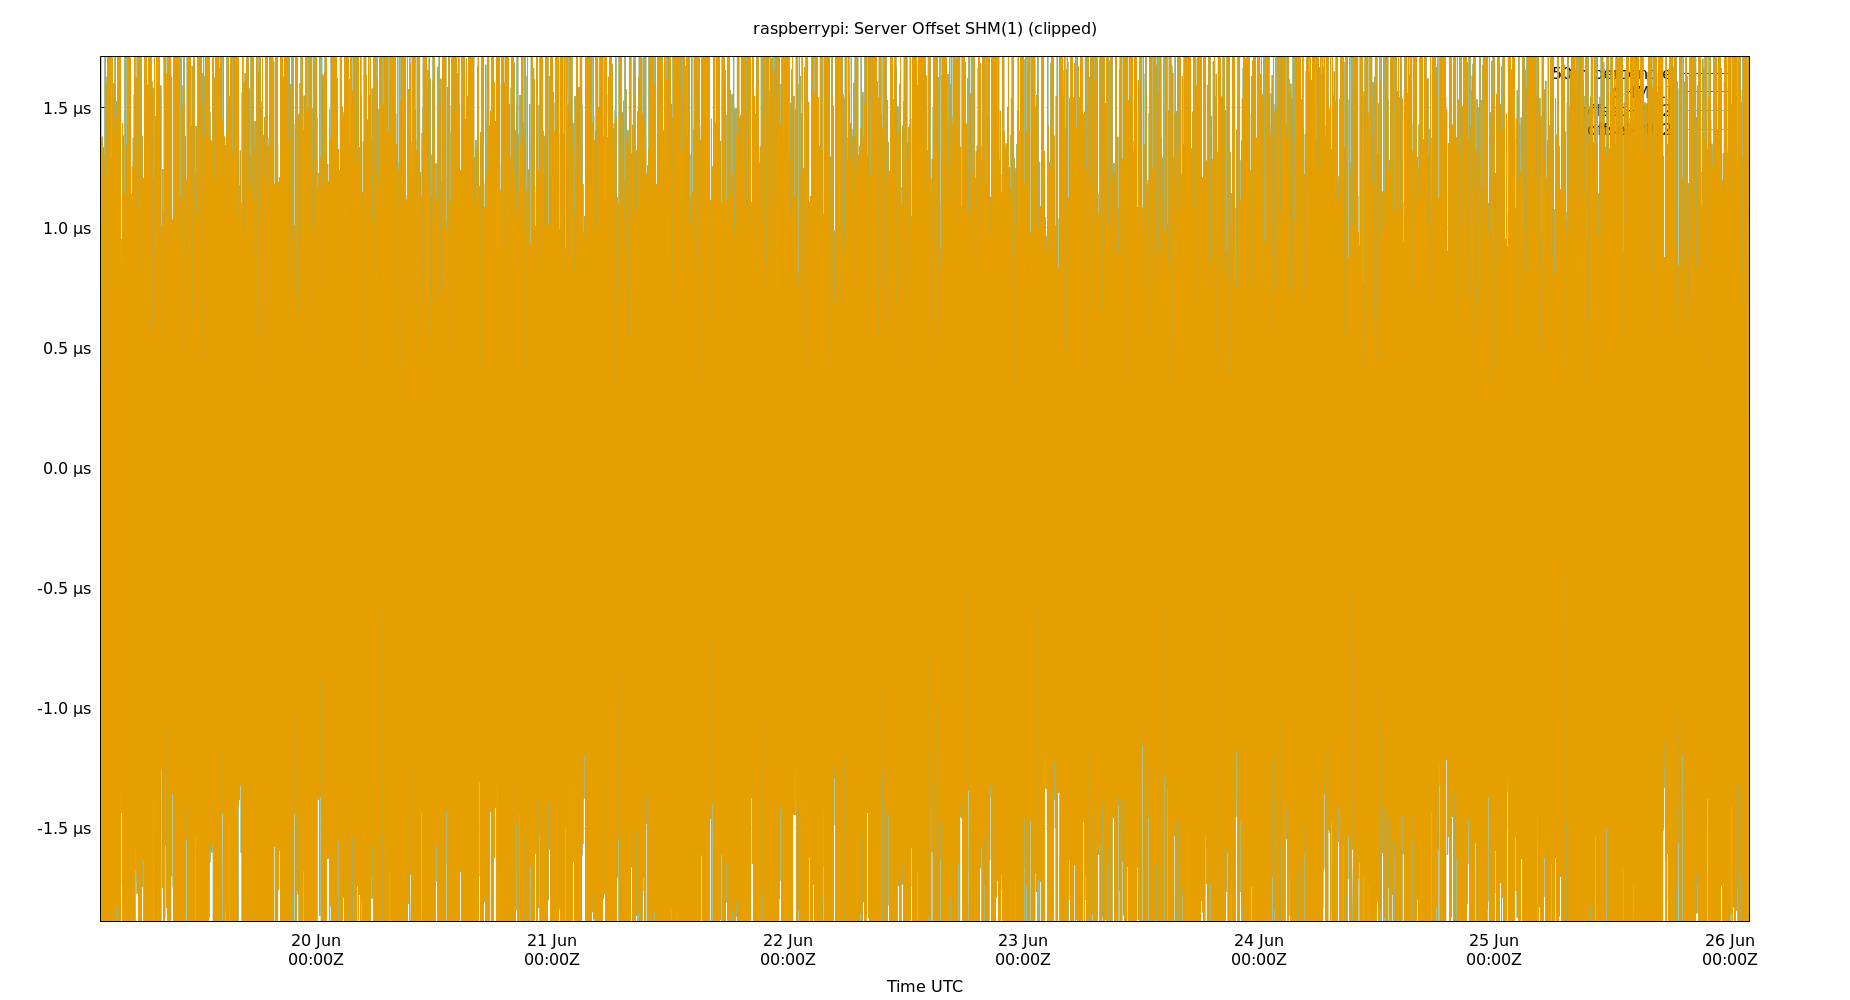 raspberrypi: Server Offset SHM(1) (clipped)
1.5 µs
1.0 µs
0.5 µs
0.0 µs
-0.5 µs
-1.0 µs
-1.5 µs
20 Jun 21 Jun 22 Jun 23 Jun 24 Jun 25 Jun 26 Jun
00:00Z 00:00Z 00:00Z 00:00Z 00:00Z 00:00Z 00:00Z
Time UTC